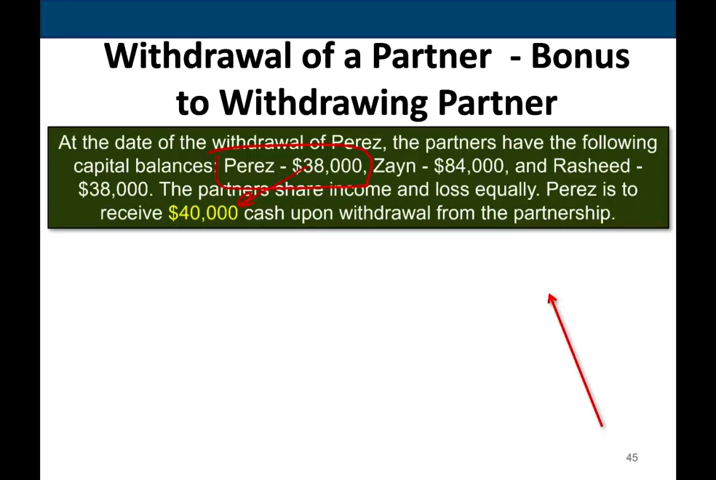 Withdrawal of a Partner - Bonus
to Withdrawing Partner
At the date of the withdrawal of Perez, the partners have the following
capital balances: Perez - $38,000, Zayn - $84,000, and Rasheed -
$38,000. The partners share income and loss equally. Perez is to
receive $40,000 cash upon withdrawal from the partnership.
45